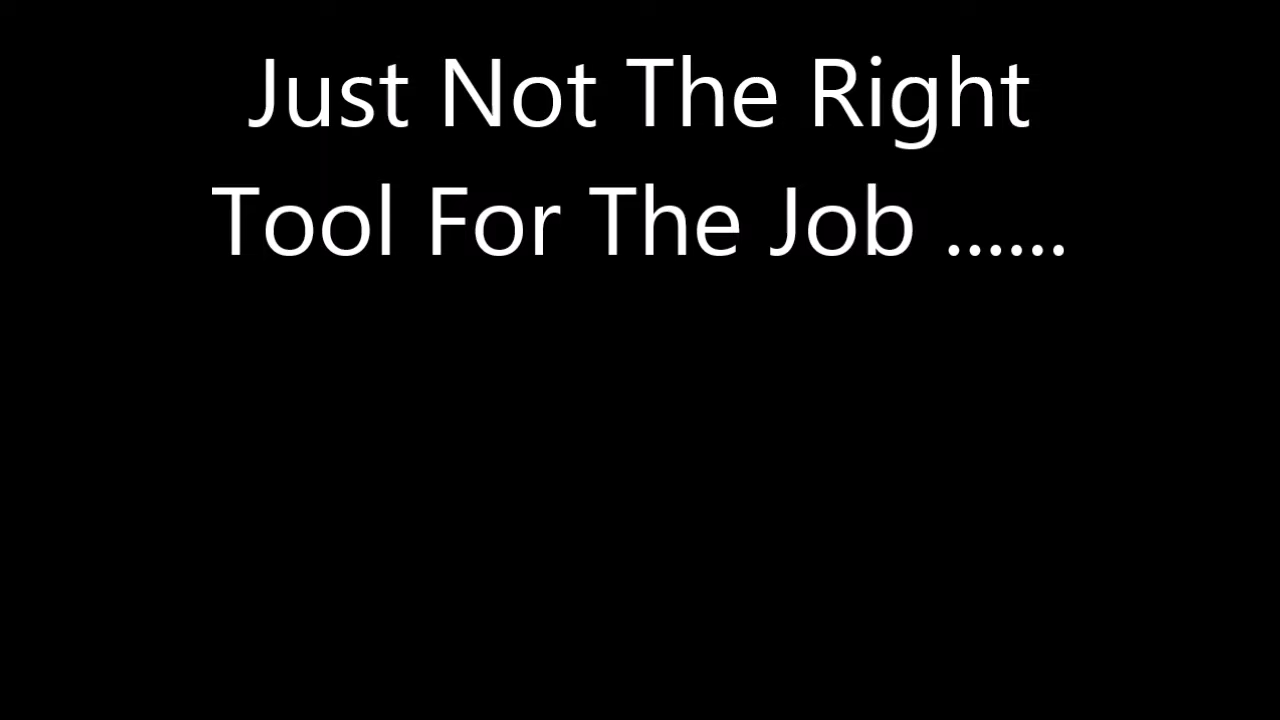 Just Not The Right
Tool For The Job ......